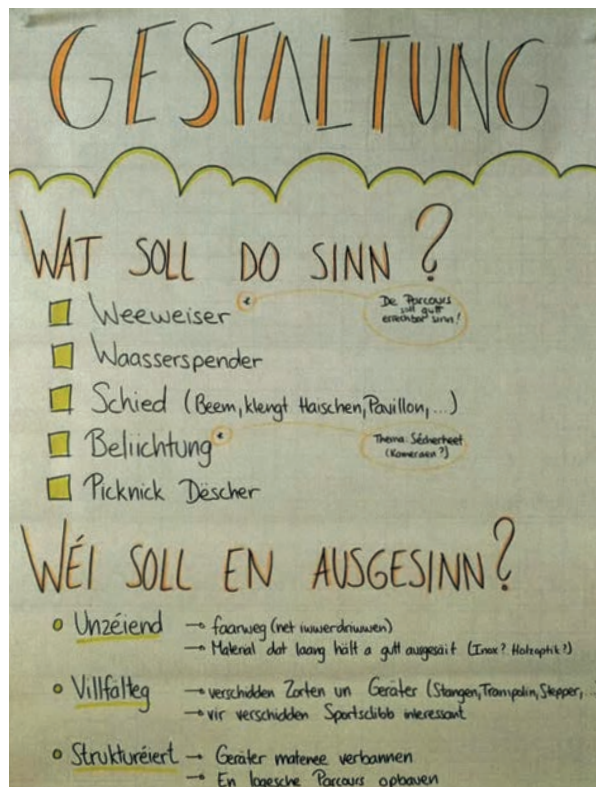 GESTALTUNG
WAT SOLL DO SINN?
Weeweiser *
De Parcours
soll gutt
erreechbar sinn!
Waasserspender
Schied (Beem, klengt Haischen, Pavillon, ...)
Beliichtung *
Thema: Sécherheet
(Kameraen?)
Picknick Dëscher
WÉI SOLL EN AUSGESINN?
Unzéiend → faarweg (net iwwerdriwwen)
→ Material dat laang hält a gutt ausgesäit (Inox? Holzoptik?)
Villfälteg → verschidden Zorten un Geräter (Stangen, Trampolin, Stepper, ...
→ vir verschidden Sportsclibb interessant
Strukturéiert → Geräter matenee verbannen
→ En logesche Parcours opbauen